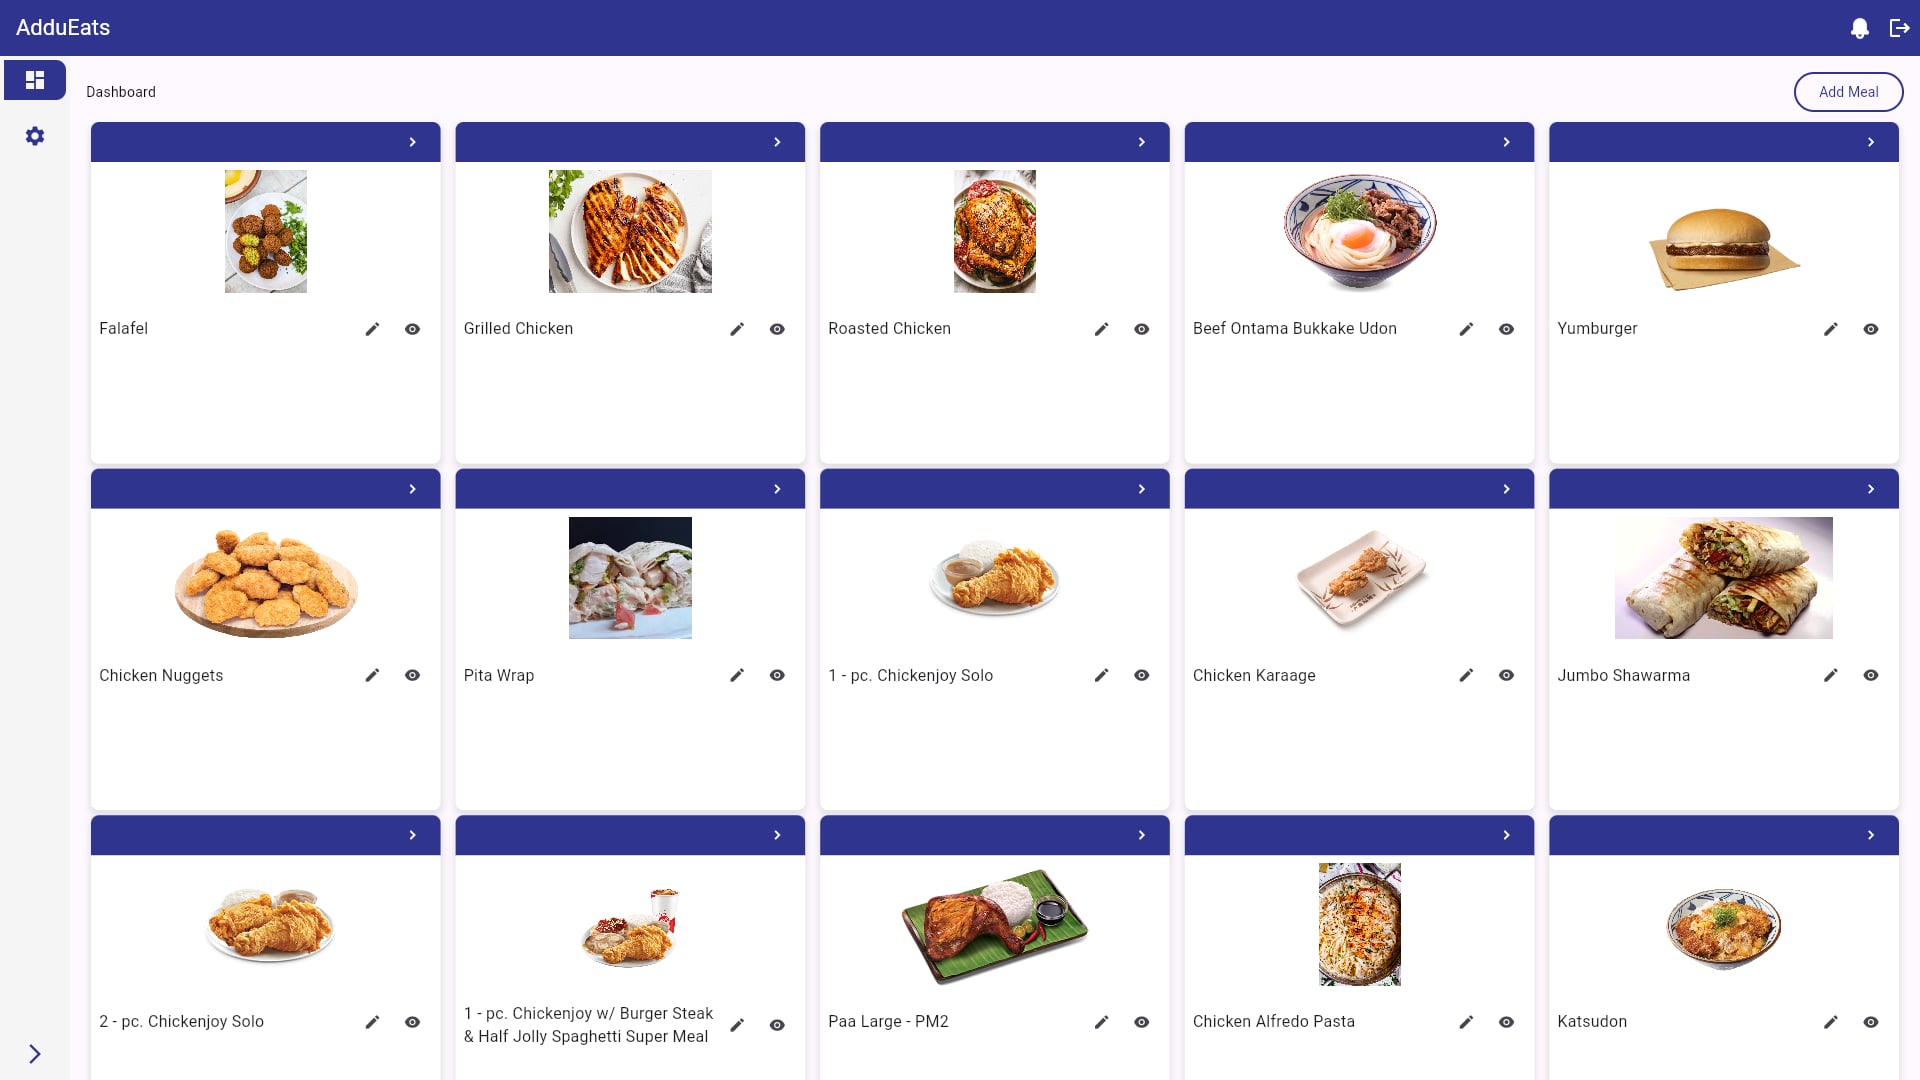 AdduEats
Dashboard
Add Meal
Falafel
Grilled Chicken
Roasted Chicken
Beef Ontama Bukkake Udon
Yumburger
Chicken Nuggets
Pita Wrap
1 - pc. Chickenjoy Solo
Chicken Karaage
Jumbo Shawarma
2 - pc. Chickenjoy Solo
1 - pc. Chickenjoy w/ Burger Steak
& Half Jolly Spaghetti Super Meal
Paa Large - PM2
Chicken Alfredo Pasta
Katsudon